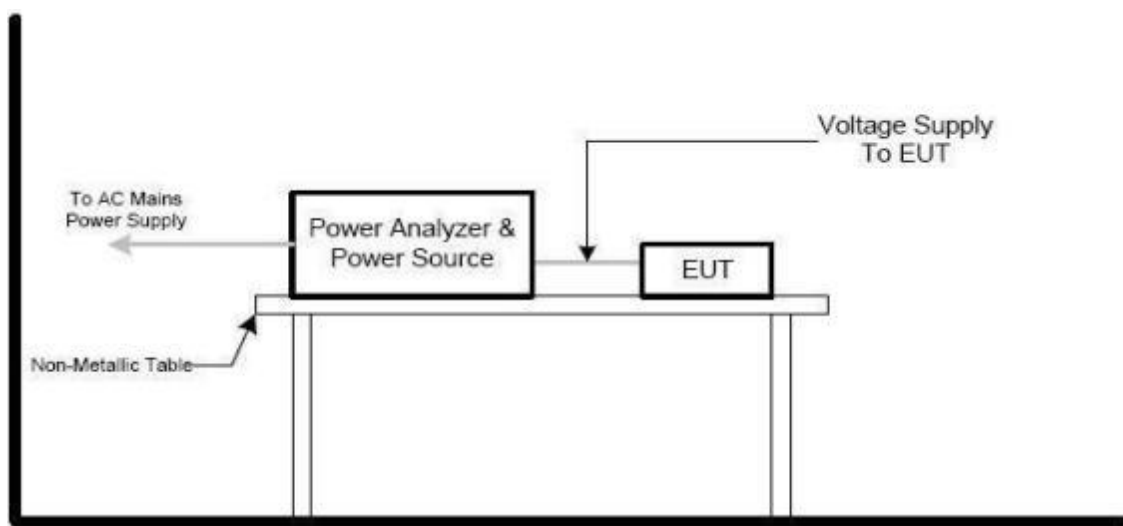 Voltage Supply
To EUT
To AC Mains
Power Supply
Power Analyzer &
Power Source
EUT
Non-Metallic Table